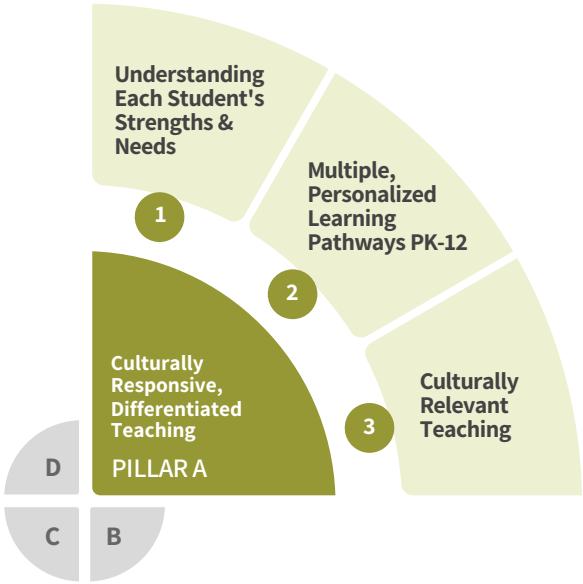 Understanding
Each Student's
Strengths &
Needs
1
Multiple,
Personalized
Learning
Pathways PK-12
2
Culturally
Relevant
Teaching
3
Culturally
Responsive,
Differentiated
Teaching
PILLAR A
D
C
B